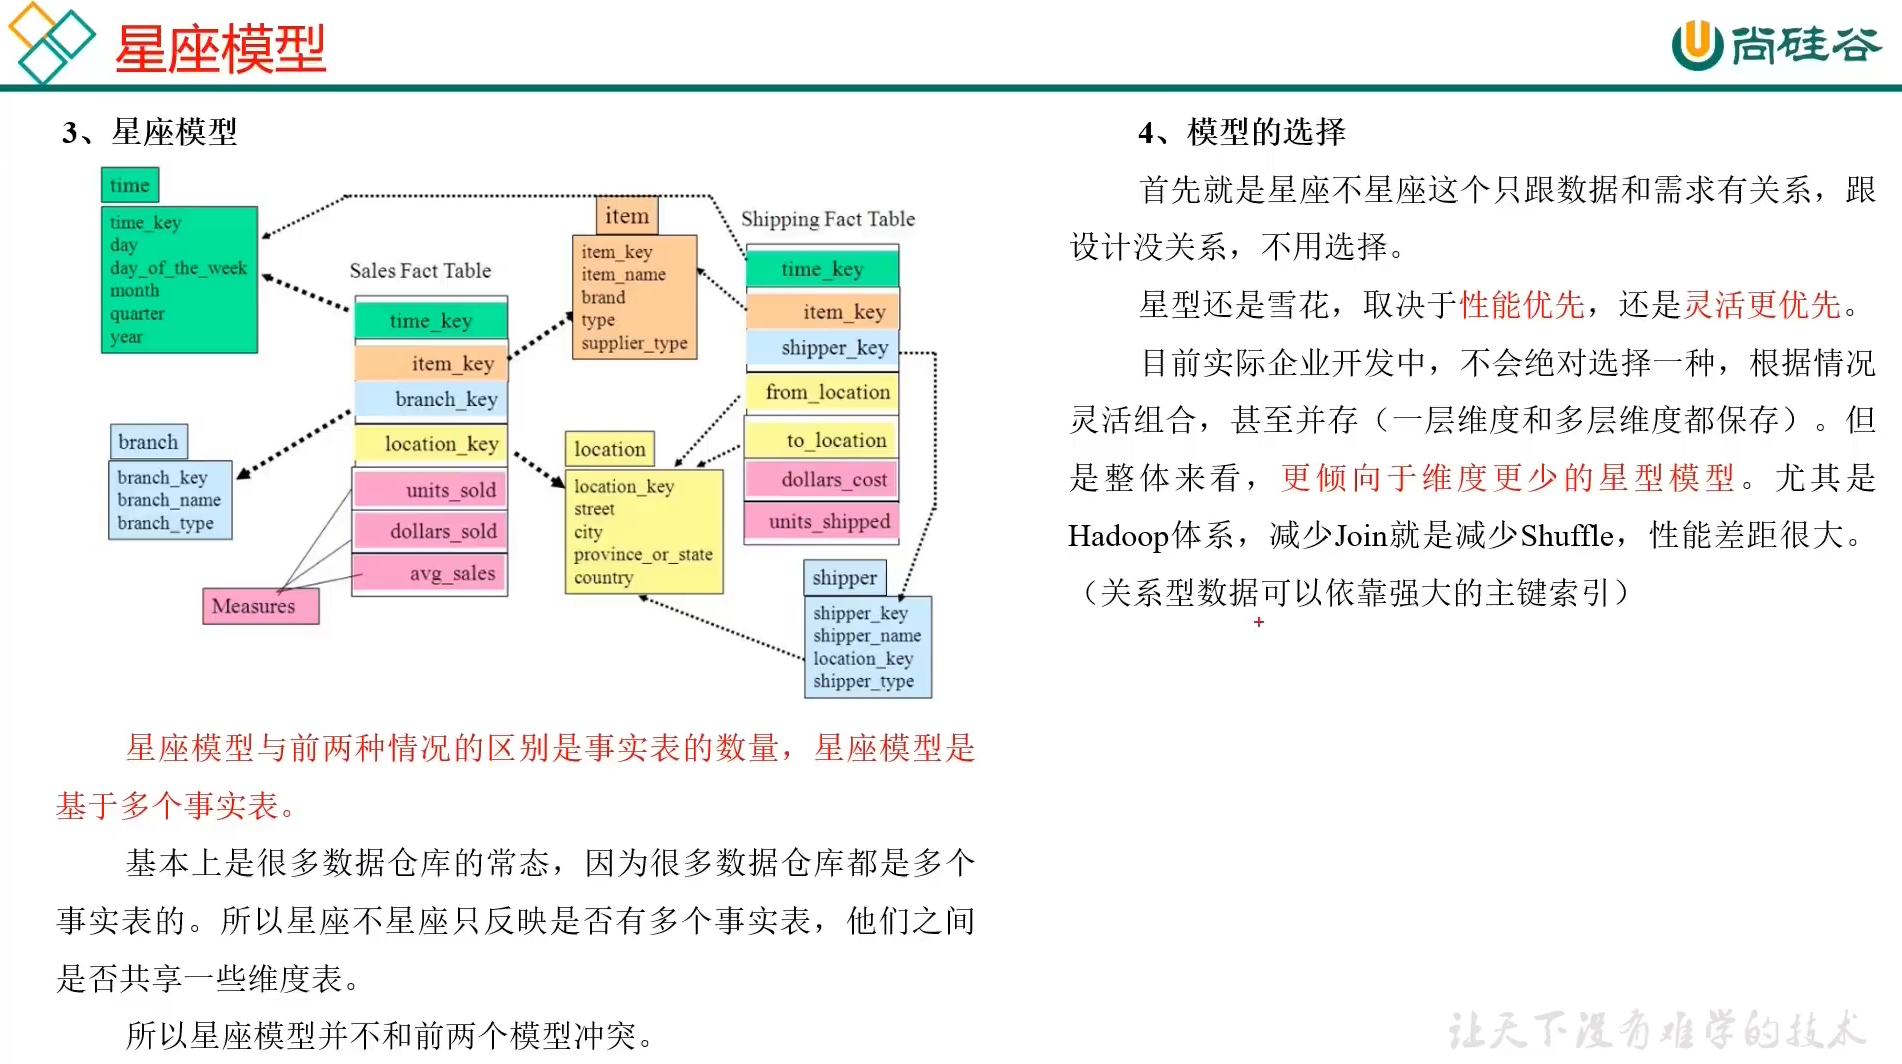 星座模型
尚硅谷
3、星座模型
time
time_key
day
day_of_the_week
month
quarter
year
Sales Fact Table
time_key
item_key
branch_key
location_key
units_sold
dollars_sold
avg_sales
Measures
branch
branch_key
branch_name
branch_type
item
item_key
item_name
brand
type
supplier_type
location
location_key
street
city
province_or_state
country
Shipping Fact Table
time_key
item_key
shipper_key
from_location
to_location
dollars_cost
units_shipped
shipper
shipper_key
shipper_name
location_key
shipper_type
星座模型与前两种情况的区别是事实表的数量，星座模型是
基于多个事实表。
基本上是很多数据仓库的常态，因为很多数据仓库都是多个
事实表的。所以星座不星座只反映是否有多个事实表，他们之间
是否共享一些维度表。
所以星座模型并不和前两个模型冲突。
4、模型的选择
首先就是星座不星座这个只跟数据和需求有关系，跟
设计没关系，不用选择。
星型还是雪花，取决于性能优先，还是灵活更优先。
目前实际企业开发中，不会绝对选择一种，根据情况
灵活组合，甚至并存（一层维度和多层维度都保存）。但
是整体来看，更倾向于维度更少的星型模型。尤其是
Hadoop体系，减少Join就是减少Shuffle，性能差距很大。
（关系型数据可以依靠强大的主键索引）
让天下没有难学的技术